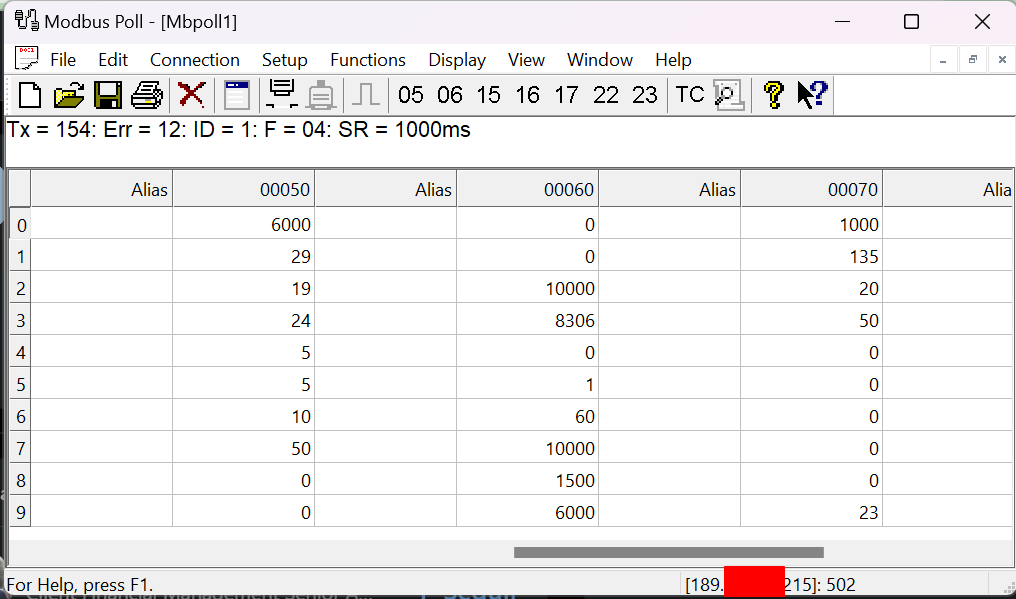 Modbus Poll - [Mbpoll1]
File Edit Connection Setup Functions Display View Window Help
05 06 15 16 17 22 23 TC
Tx = 154: Err = 12: ID = 1: F = 04: SR = 1000ms
Alias 00050 Alias 00060 Alias 00070 Alia
0 6000 0 1000
1 29 0 135
2 19 10000 20
3 24 8306 50
4 5 0 0
5 5 1 0
6 10 60 0
7 50 10000 0
8 0 1500 0
9 0 6000 23
For Help, press F1. [189. 215]: 502